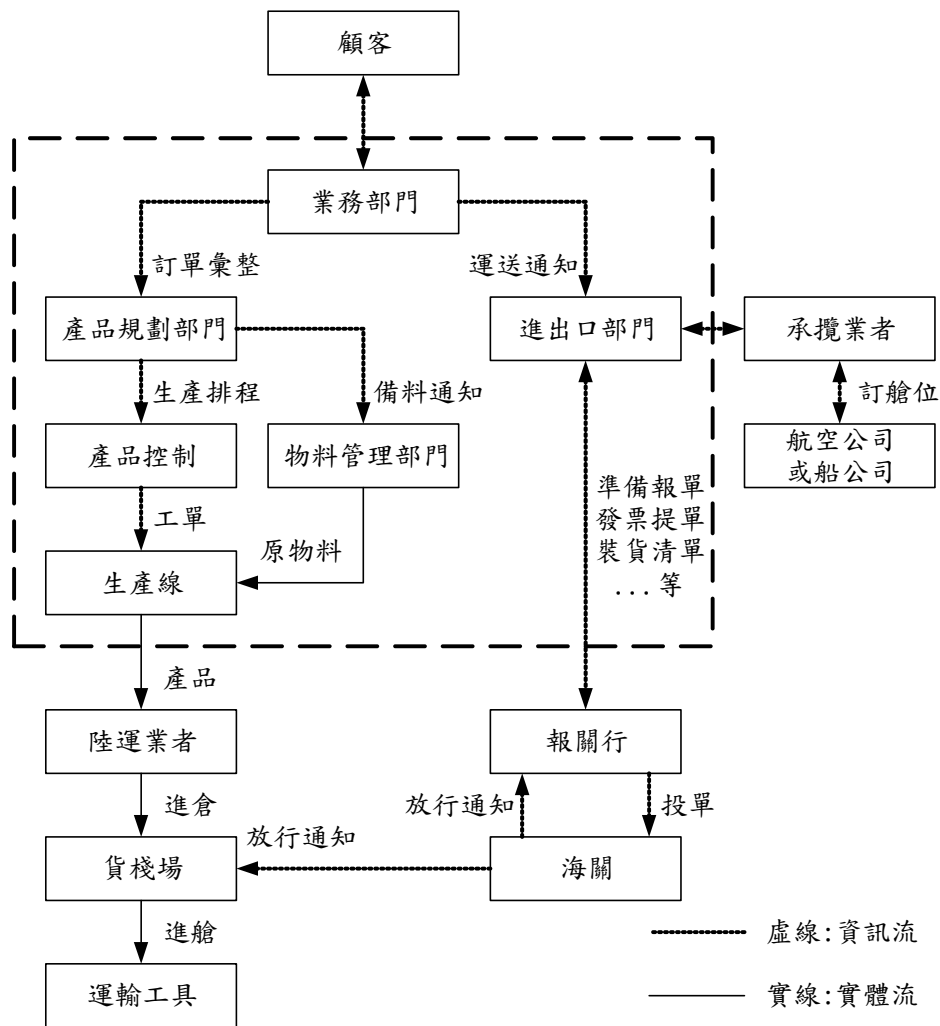 顧客
業務部門
訂單彙整
運送通知
產品規劃部門
進出口部門
承攬業者
生產排程
備料通知
訂艙位
產品控制
物料管理部門
航空公司
或船公司
準備報單
發票提單
裝貨清單
...等
工單
原物料
生產線
產品
陸運業者
報關行
進倉
放行通知
投單
放行通知
貨棧場
海關
進艙
虛線:資訊流
運輸工具
實線:實體流